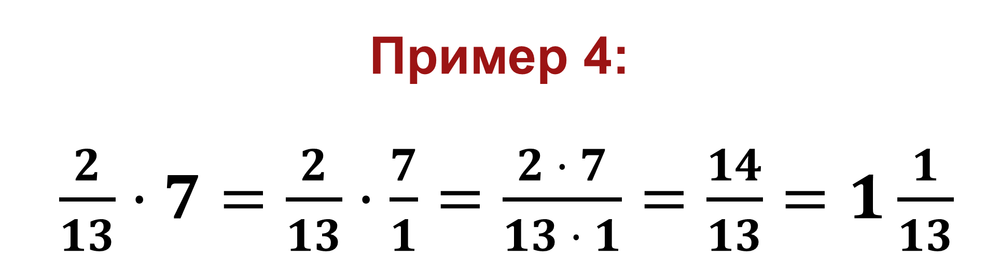 Пример 4:
2/13 · 7 = 2/13 · 7/1 = 2 · 7/13 · 1 = 14/13 = 1 1/13